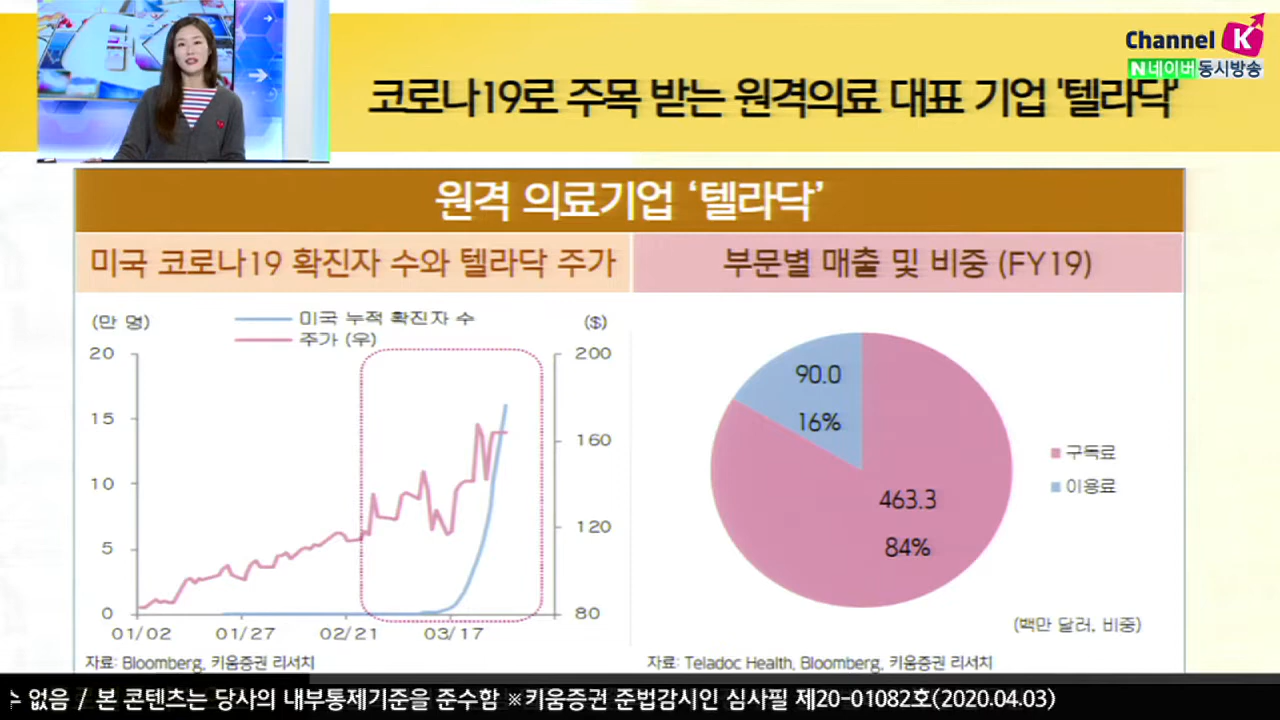 Channel K
N네이버 동시방송
코로나19로 주목 받는 원격의료 대표 기업 '텔라닥'
원격 의료기업 ‘텔라닥’
미국 코로나19 확진자 수와 텔라닥 주가
부문별 매출 및 비중 (FY19)
(만 명)
미국 누적 확진자 수
주가 (우)
($)
20
15
10
5
0
200
160
120
80
01/02
01/27
02/21
03/17
90.0
16%
463.3
84%
구독료
이용료
(백만 달러, 비중)
자료: Bloomberg, 키움증권 리서치
자료: Teladoc Health, Bloomberg, 키움증권 리서치
없음 / 본 콘텐츠는 당사의 내부통제기준을 준수함 ※키움증권 준법감시인 심사필 제20-01082호(2020.04.03)